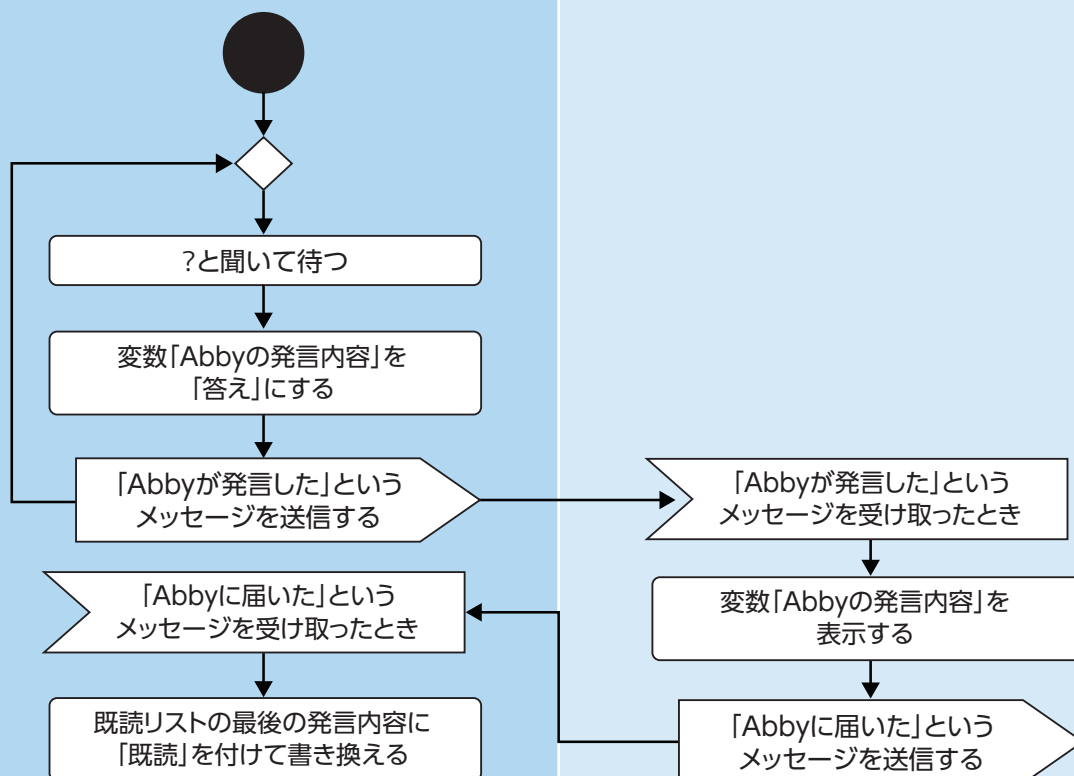 ?と聞いて待つ
変数「Abbyの発言内容」を
「答え」にする
「Abbyが発言した」という
メッセージを送信する
「Abbyが発言した」という
メッセージを受け取ったとき
変数「Abbyの発言内容」を
表示する
「Abbyに届いた」という
メッセージを送信する
「Abbyに届いた」という
メッセージを受け取ったとき
既読リストの最後の発言内容に
「既読」を付けて書き換える